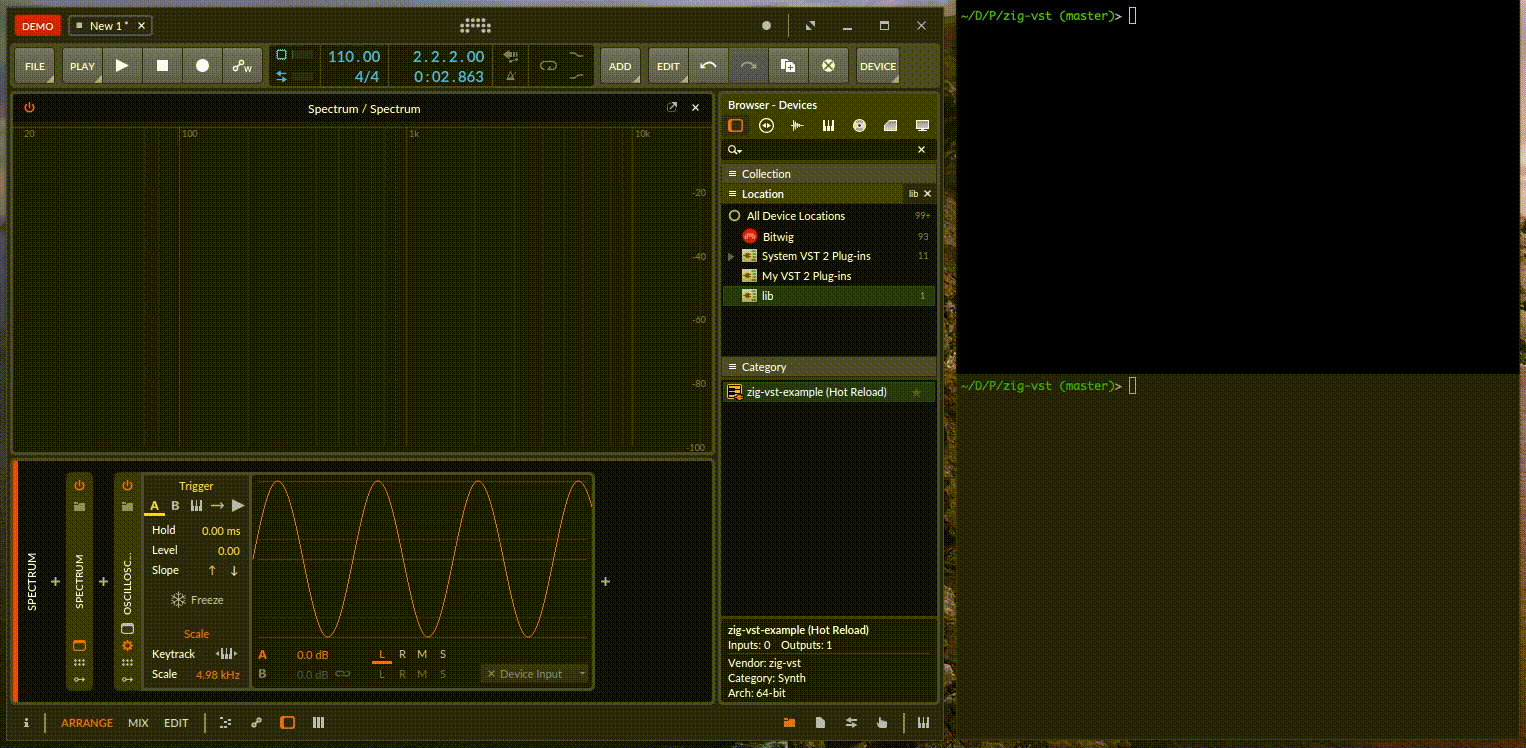 DEMO New 1* ×
FILE PLAY W 110.00 2.2.2.00 ADD EDIT DEVICE
4/4 0:02.863
Spectrum / Spectrum
20 100 1k 10k
-20
-40
-60
-80
-100
SPECTRUM
SPECTRUM
OSCILLOSC...
Trigger
A B
Hold 0.00 ms
Level 0.00
Slope ↑ ↓
Freeze
Scale
Keytrack
Scale 4.98 kHz
A 0.0 dB L R M S
B 0.0 dB L R M S × Device Input
Browser - Devices
Collection
Location lib ×
All Device Locations 99+
Bitwig 93
System VST 2 Plug-ins 11
My VST 2 Plug-ins
lib 1
Category
zig-vst-example (Hot Reload)
zig-vst-example (Hot Reload)
Inputs: 0 Outputs: 1
Vendor: zig-vst
Category: Synth
Arch: 64-bit
i ARRANGE MIX EDIT
~/D/P/zig-vst (master)>
~/D/P/zig-vst (master)>